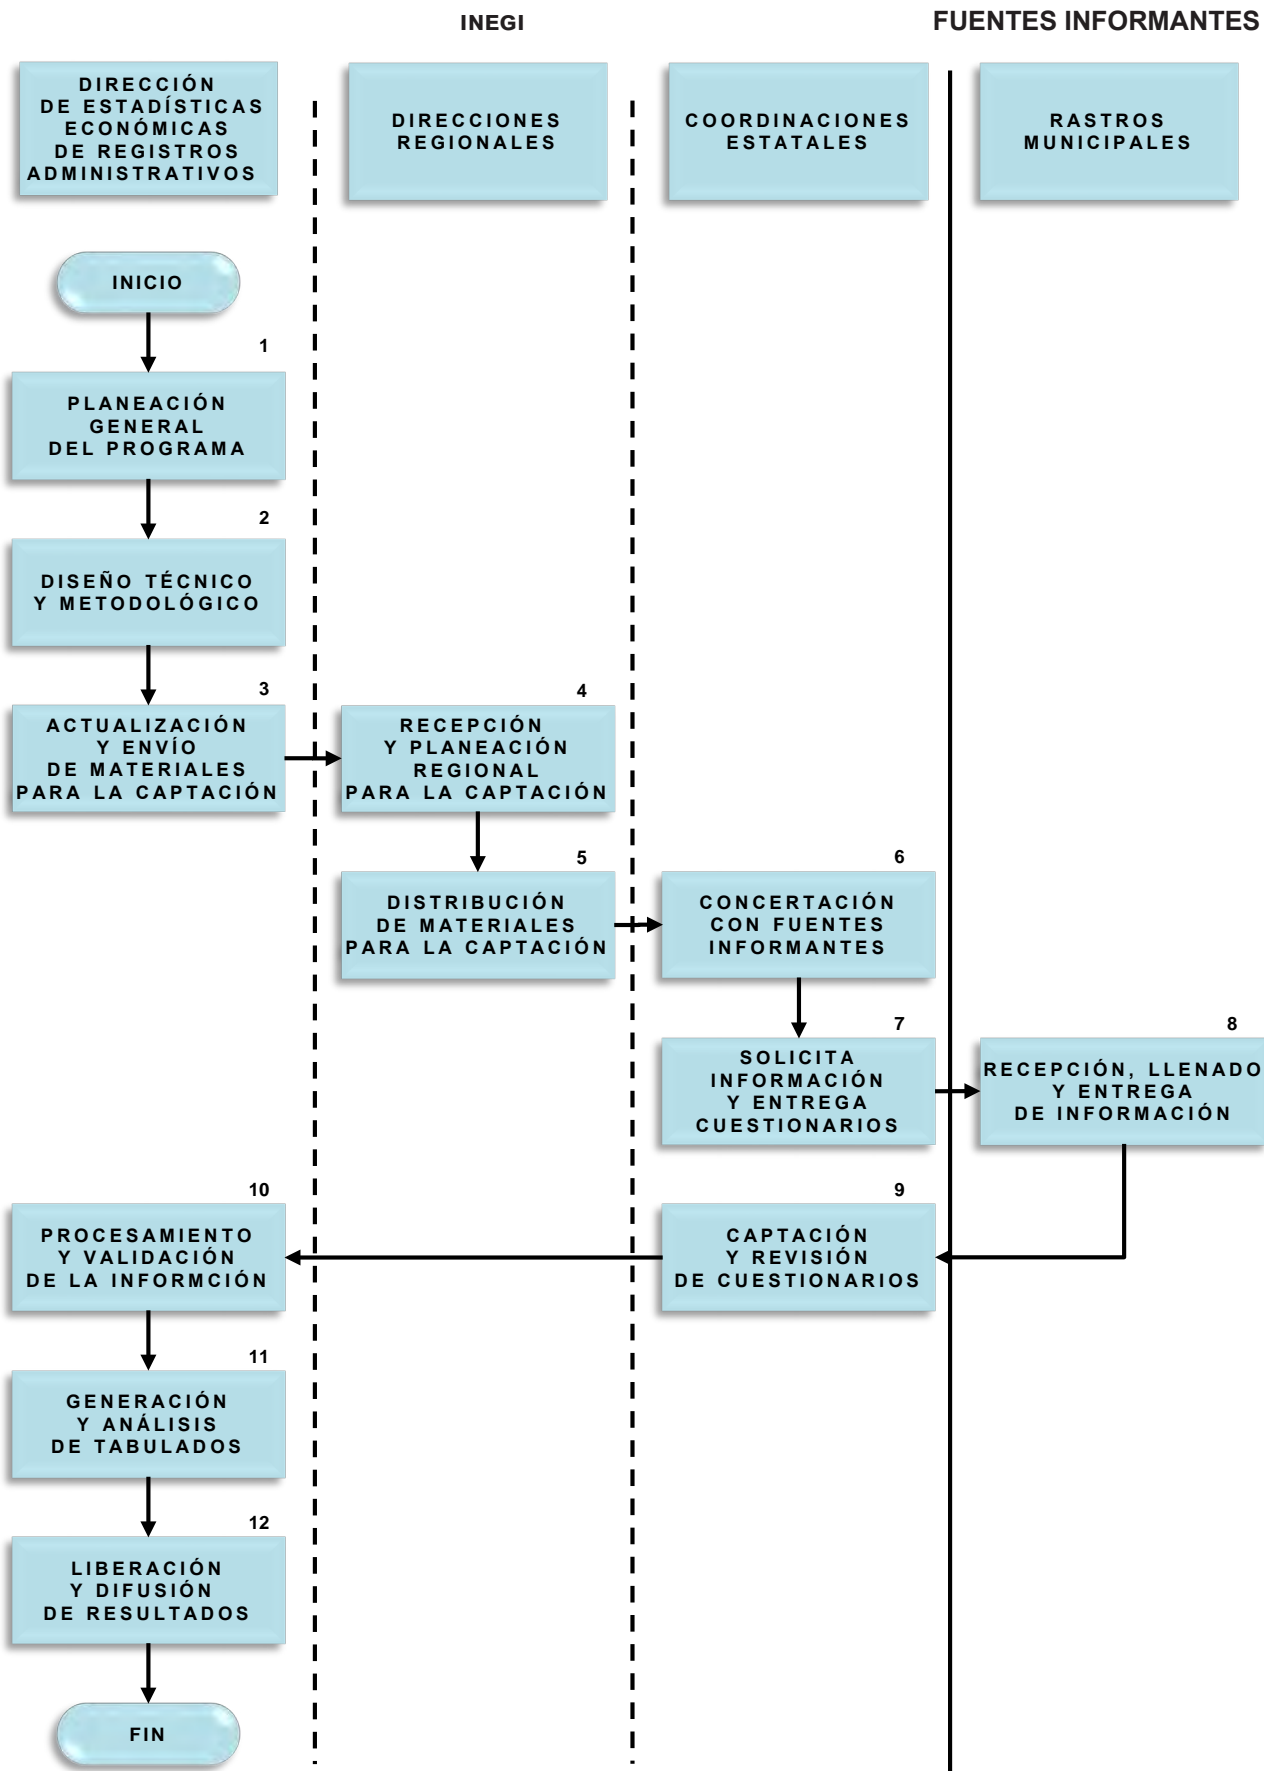 INEGI
FUENTES INFORMANTES
DIRECCIÓN
DE ESTADÍSTICAS
ECONÓMICAS
DE REGISTROS
ADMINISTRATIVOS
DIRECCIONES
REGIONALES
COORDINACIONES
ESTATALES
RASTROS
MUNICIPALES
INICIO
1
PLANEACIÓN
GENERAL
DEL PROGRAMA
2
DISEÑO TÉCNICO
Y METODOLÓGICO
3
ACTUALIZACIÓN
Y ENVÍO
DE MATERIALES
PARA LA CAPTACIÓN
4
RECEPCIÓN
Y PLANEACIÓN
REGIONAL
PARA LA CAPTACIÓN
5
DISTRIBUCIÓN
DE MATERIALES
PARA LA CAPTACIÓN
6
CONCERTACIÓN
CON FUENTES
INFORMANTES
7
SOLICITA
INFORMACIÓN
Y ENTREGA
CUESTIONARIOS
8
RECEPCIÓN, LLENADO
Y ENTREGA
DE INFORMACIÓN
9
CAPTACIÓN
Y REVISIÓN
DE CUESTIONARIOS
10
PROCESAMIENTO
Y VALIDACIÓN
DE LA INFORMCIÓN
11
GENERACIÓN
Y ANÁLISIS
DE TABULADOS
12
LIBERACIÓN
Y DIFUSIÓN
DE RESULTADOS
FIN